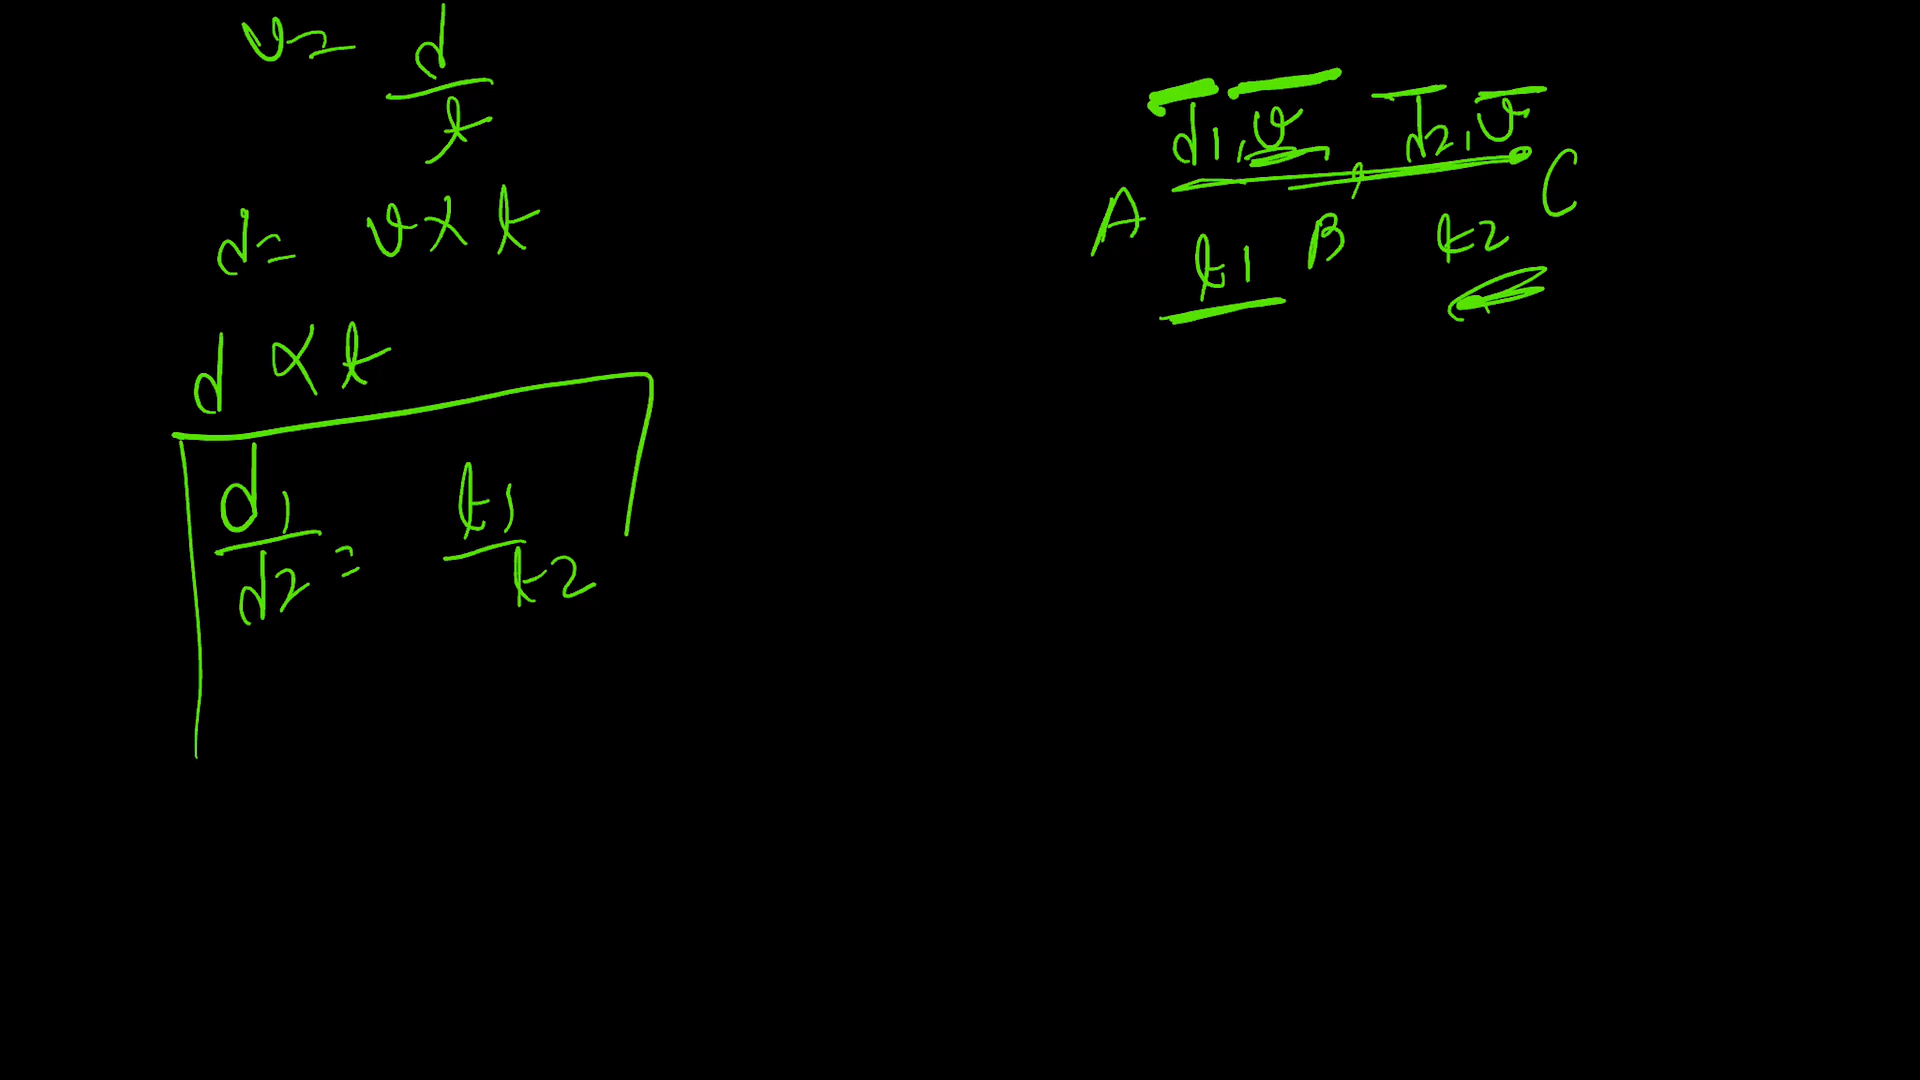 v = d/t
d = v × t
d ∝ t
d1/d2 = t1/t2
d1, v d2, v
A B C
t1 t2